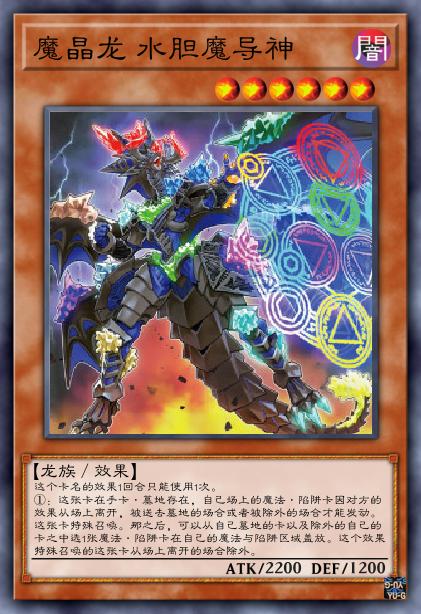 魔晶龙 水胆魔导神
闇
【龙族／效果】
这个卡名的效果1回合只能使用1次。
①：这张卡在手卡·墓地存在，自己场上的魔法·陷阱卡因对方的
效果从场上离开，被送去墓地的场合或者被除外的场合才能发动。
这张卡特殊召唤。那之后，可以从自己墓地的卡以及除外的自己的
卡之中选1张魔法·陷阱卡在自己的魔法与陷阱区域盖放。这个效果
特殊召唤的这张卡从场上离开的场合除外。
ATK/2200 DEF/1200